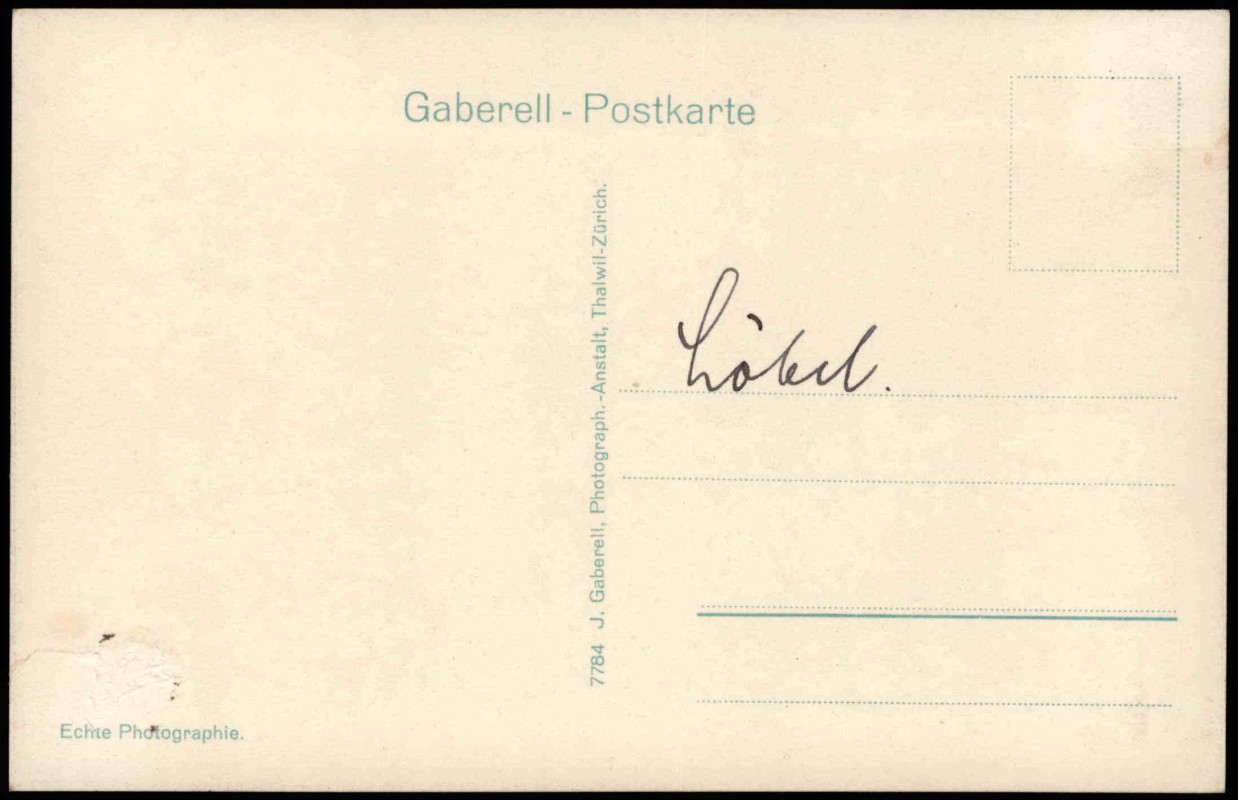 Gaberell - Postkarte
7784 J. Gaberell, Photograph.-Anstalt, Thalwil-Zürich.
Löbel.
Echte Photographie.